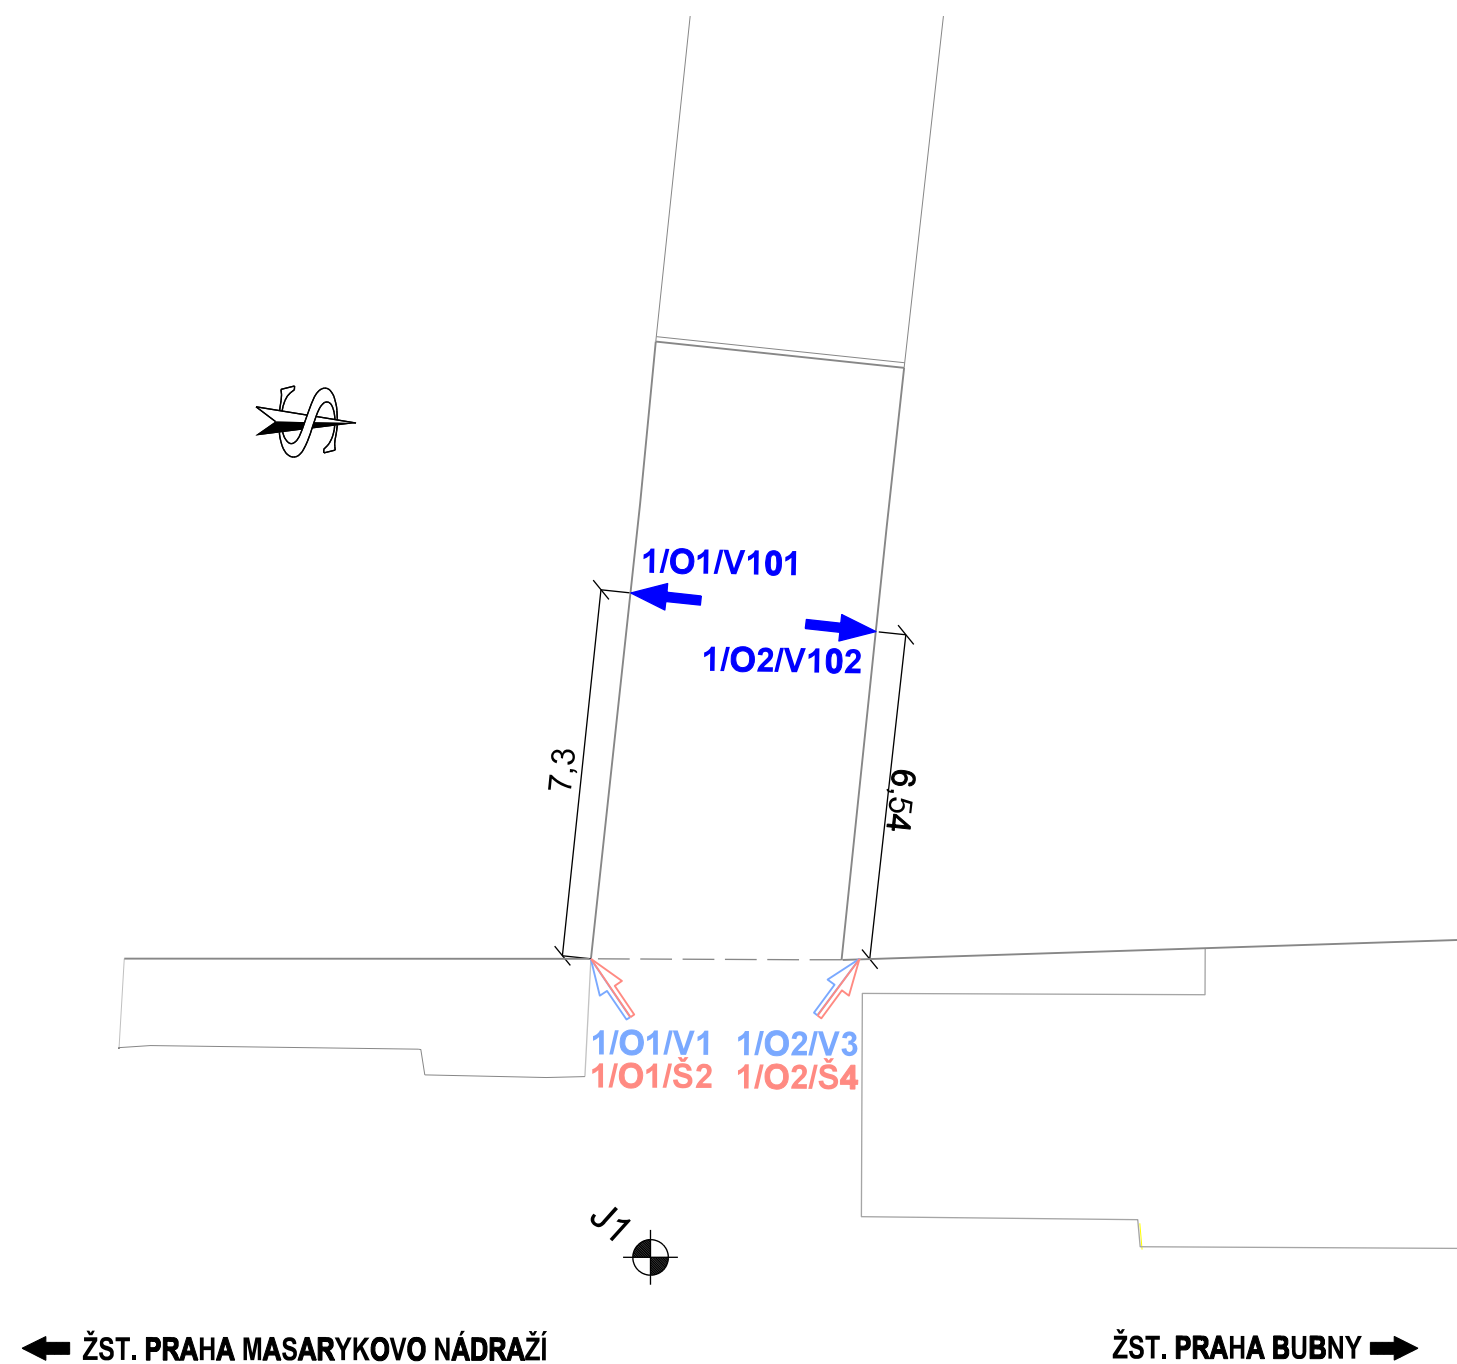 1/O1/V101
1/O2/V102
7,3
6,54
1/O1/V1
1/O1/Š2
1/O2/V3
1/O2/Š4
J1
ŽST. PRAHA MASARYKOVO NÁDRAŽÍ
ŽST. PRAHA BUBNY